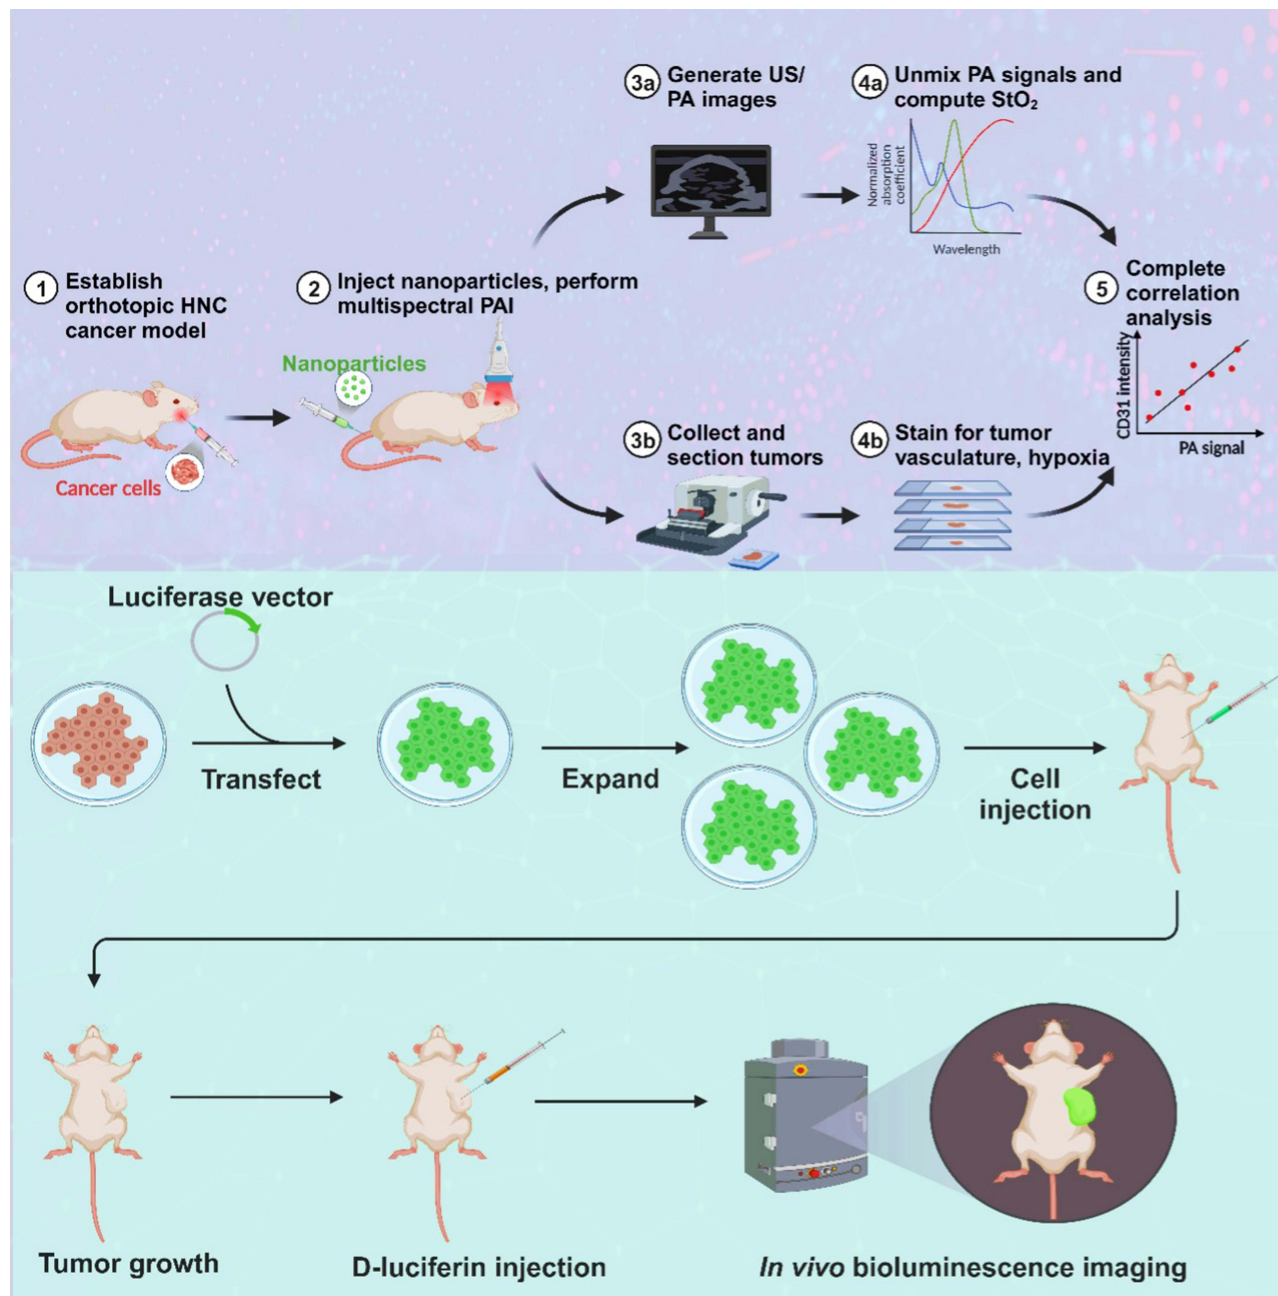 1 Establish
orthotopic HNC
cancer model
Cancer cells
2 Inject nanoparticles, perform
multispectral PAI
Nanoparticles
3a Generate US/
PA images
4a Unmix PA signals and
compute StO₂
Normalized
absorption
coefficient
Wavelength
3b Collect and
section tumors
4b Stain for tumor
vasculature, hypoxia
5 Complete
correlation
analysis
CD31 intensity
PA signal
Luciferase vector
Transfect
Expand
Cell
injection
Tumor growth
D-luciferin injection
In vivo bioluminescence imaging